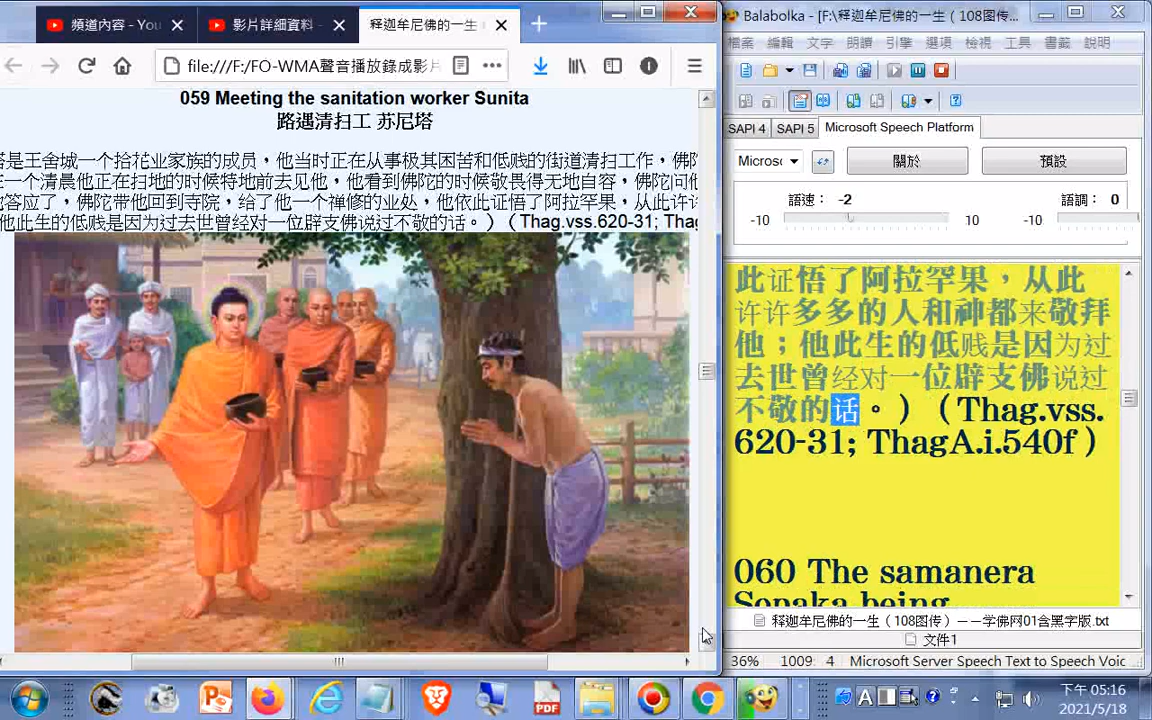 頻道內容 - You
影片詳細資料 -
释迦牟尼佛的一生
file:///F:/FO-WMA聲音播放錄成影片
059 Meeting the sanitation worker Sunita
路遇清扫工 苏尼塔
塔是王舍城一个拾花业家族的成员，他当时正在从事极其困苦和低贱的街道清扫工作，佛陀
在一个清晨他正在扫地的时候特地前去见他，他看到佛陀的时候敬畏得无地自容，佛陀问他
他答应了，佛陀带他回到寺院，给了他一个禅修的业处，他依此证悟了阿拉罕果，从此许许
他此生的低贱是因为过去世曾经对一位辟支佛说过不敬的话。）（Thag.vss.620-31; Thag
Balabolka - [F:\释迦牟尼佛的一生（108图传...
檔案 編輯 文字 朗讀 引擎 選項 檢視 工具 書籤 說明
SAPI 4
SAPI 5
Microsoft Speech Platform
Microsc
關於
預設
語速： -2
語調： 0
-10
10
-10
此证悟了阿拉罕果，从此
许许多多的人和神都来敬拜
他；他此生的低贱是因为过
去世曾经对一位辟支佛说过
不敬的话。）（Thag.vss.
620-31; ThagA.i.540f）
060 The samanera
Sopaka being
释迦牟尼佛的一生（108图传）——学佛网01含黑字版.txt
文件1
36%
1009: 4
Microsoft Server Speech Text to Speech Voic
PDF
A
下午 05:16
2021/5/18